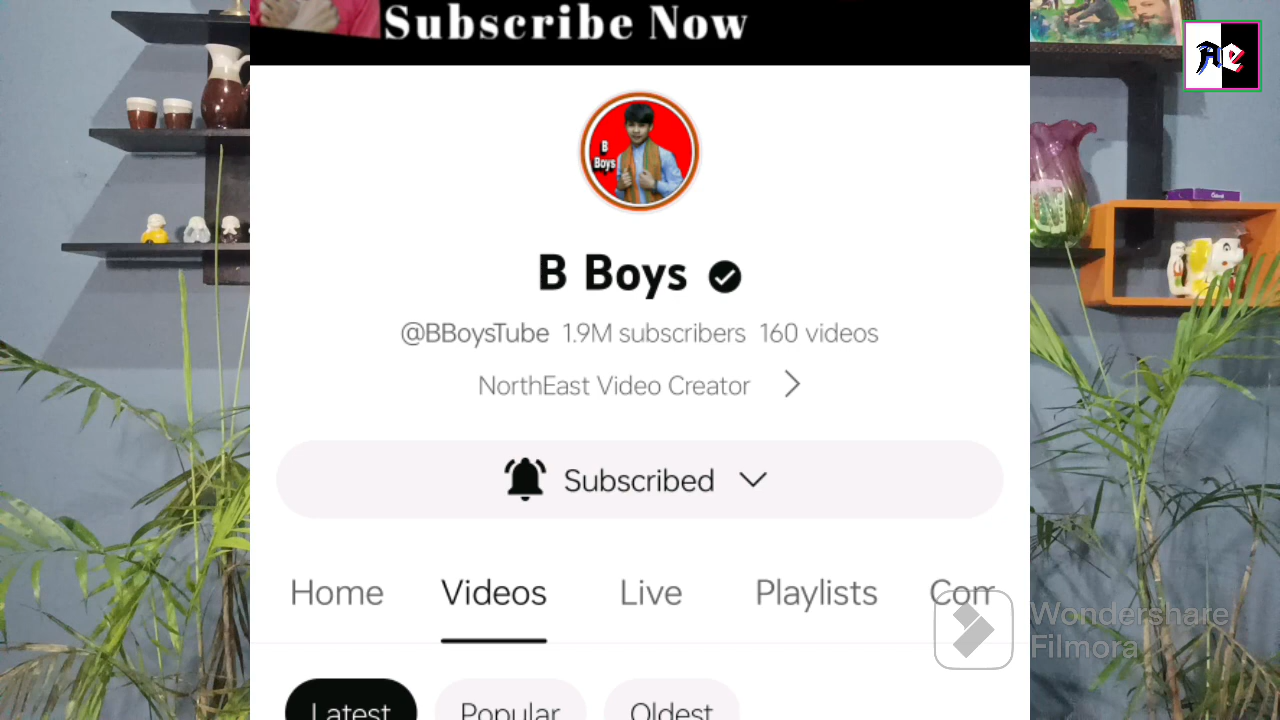 Subscribe Now
Ae
B
Boys
B Boys
@BBoysTube 1.9M subscribers 160 videos
NorthEast Video Creator
Subscribed
Home Videos Live Playlists Com
Wondershare
Filmora
Latest Popular Oldest